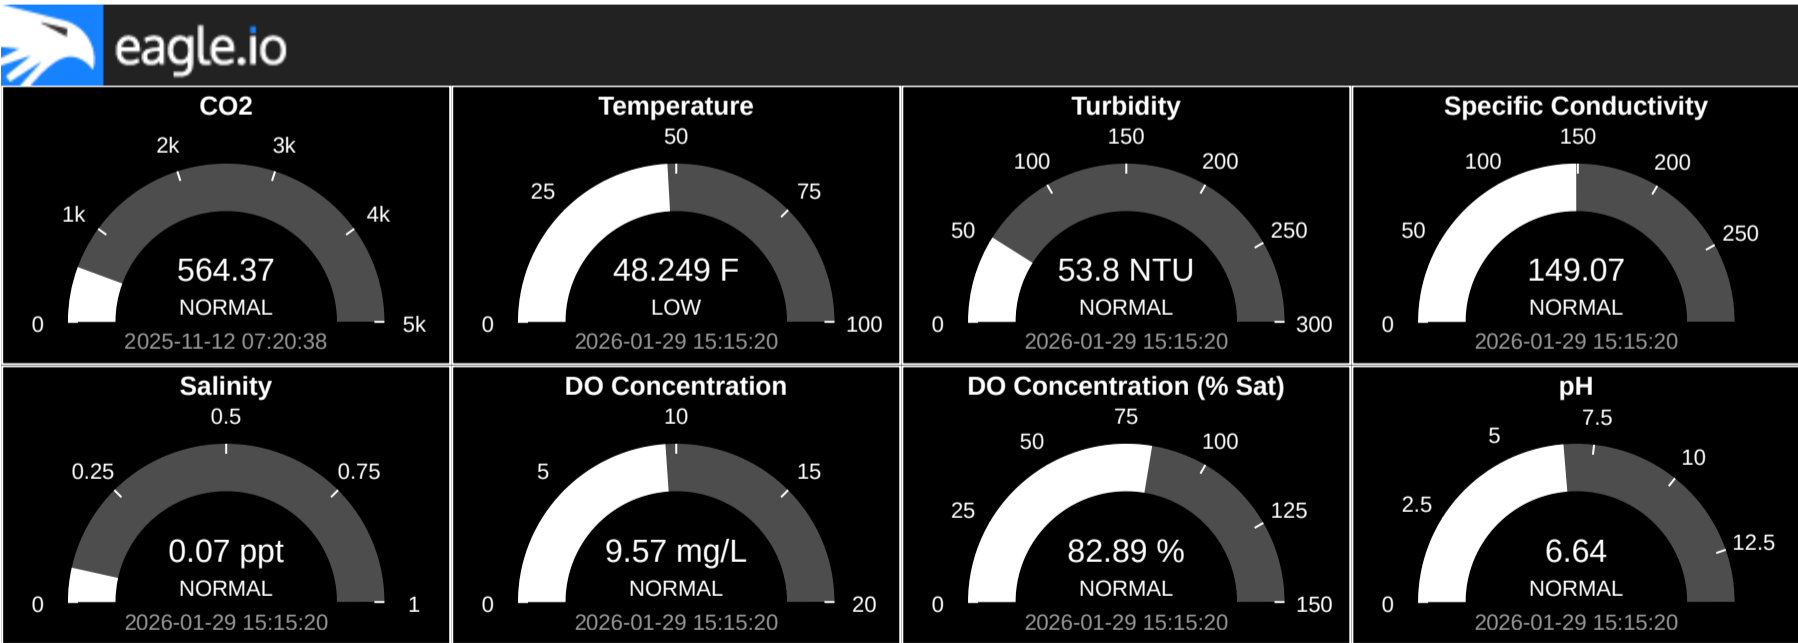 eagle.io
CO2
2k
3k
1k
4k
564.37
NORMAL
0
5k
2025-11-12 07:20:38
Temperature
50
25
75
48.249 F
LOW
0
100
2026-01-29 15:15:20
Turbidity
150
100
200
50
250
53.8 NTU
NORMAL
0
300
2026-01-29 15:15:20
Specific Conductivity
150
100
200
50
250
149.07
NORMAL
0
2026-01-29 15:15:20
Salinity
0.5
0.25
0.75
0.07 ppt
NORMAL
0
1
2026-01-29 15:15:20
DO Concentration
10
5
15
9.57 mg/L
NORMAL
0
20
2026-01-29 15:15:20
DO Concentration (% Sat)
75
50
100
25
125
82.89 %
NORMAL
0
150
2026-01-29 15:15:20
pH
7.5
5
10
2.5
12.5
6.64
NORMAL
0
2026-01-29 15:15:20